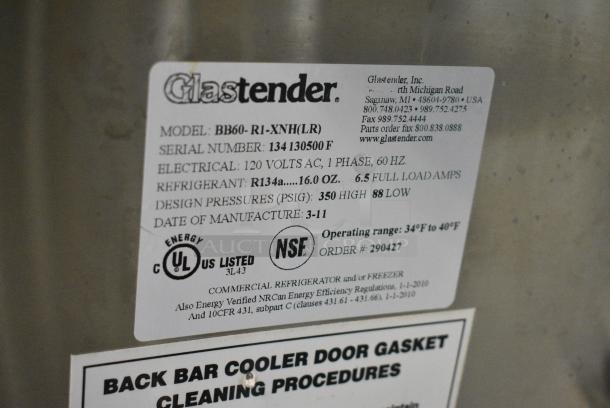 Glastender®
Glastender, Inc.
rth Michigan Road
Saginaw, MI • 48604-9780 • USA
800.748.0423 • 989.752.4275
Fax 989.752.4444
Parts order fax 800.838.0888
www.glastender.com
MODEL: BB60-R1-XNH(LR)
SERIAL NUMBER: 134130500F
ELECTRICAL: 120 VOLTS AC, 1 PHASE, 60 HZ
REFRIGERANT: R134a.....16.0 OZ. 6.5 FULL LOAD AMPS
DESIGN PRESSURES (PSIG): 350 HIGH 88 LOW
DATE OF MANUFACTURE: 3-11
ENERGY
C UL US LISTED
3L43
NSF
Operating range: 34°F to 40°F
ORDER #: 290427
COMMERCIAL REFRIGERATOR and/or FREEZER
Also Energy Verified NRCan Energy Efficiency Regulations, 1-1-2010
And 10CFR 431, subpart C (clauses 431.61 - 431.66), 1-1-2010
BACK BAR COOLER DOOR GASKET
CLEANING PROCEDURES